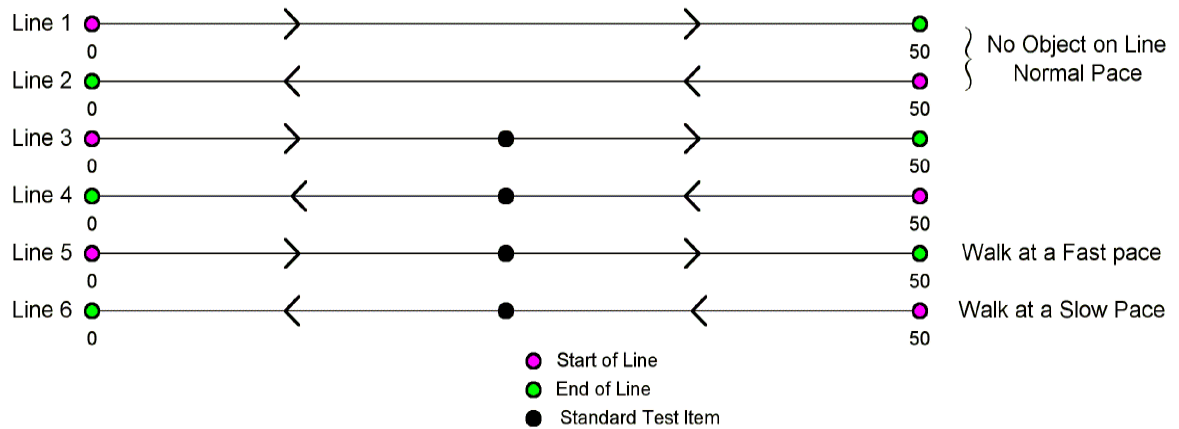 Line 1
0 50
No Object on Line
Normal Pace
Line 2
0 50
Line 3
0 50
Line 4
0 50
Line 5 Walk at a Fast pace
0 50
Line 6 Walk at a Slow Pace
0 50
Start of Line
End of Line
Standard Test Item